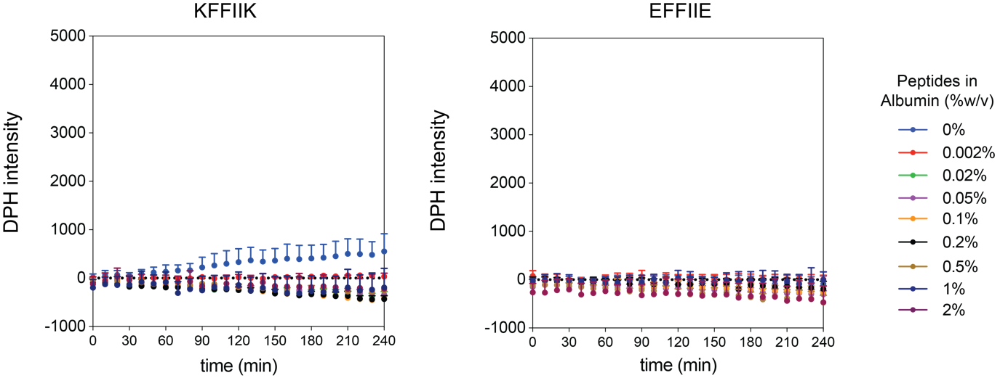 KFFIIK
EFFIIE
5000
4000
3000
2000
1000
0
-1000
DPH intensity
0 30 60 90 120 150 180 210 240
time (min)
5000
4000
3000
2000
1000
0
-1000
DPH intensity
0 30 60 90 120 150 180 210 240
time (min)
Peptides in
Albumin (%w/v)
0%
0.002%
0.02%
0.05%
0.1%
0.2%
0.5%
1%
2%